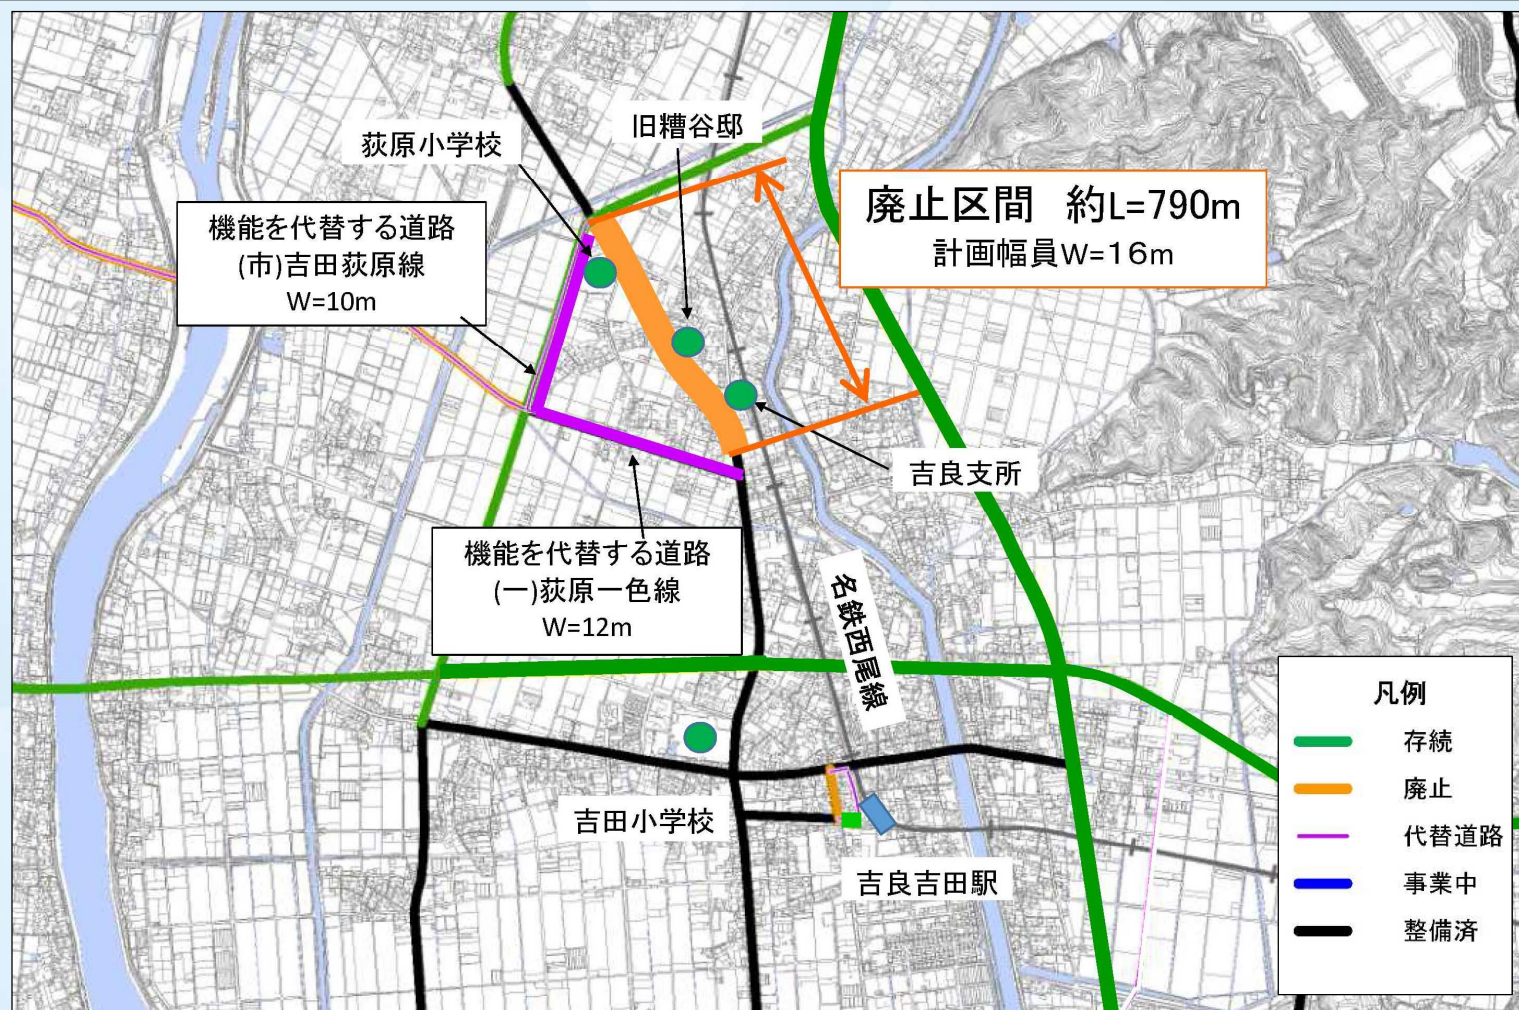 旧糟谷邸
荻原小学校
廃止区間 約L=790m
計画幅員W=16m
機能を代替する道路
(市)吉田荻原線
W=10m
吉良支所
機能を代替する道路
(一)荻原一色線
W=12m
名鉄西尾線
吉田小学校
吉良吉田駅
凡例
存続
廃止
代替道路
事業中
整備済